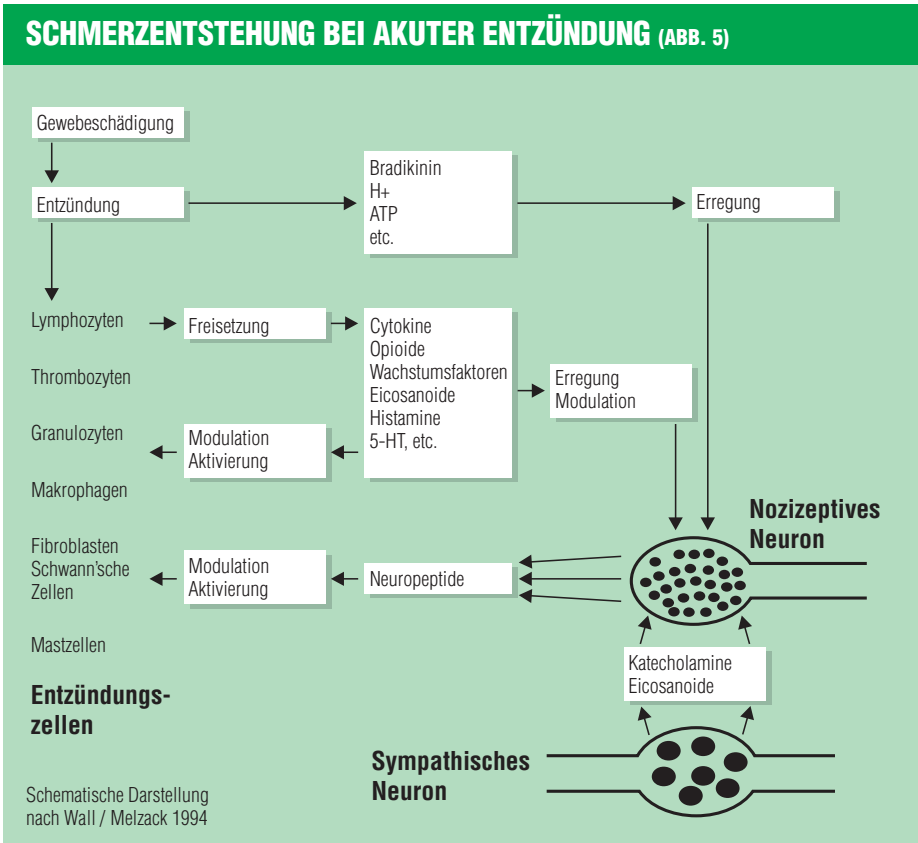 SCHMERZENTSTEHUNG BEI AKUTER ENTZÜNDUNG (ABB. 5)
Gewebeschädigung
Entzündung
Bradikinin
H+
ATP
etc.
Erregung
Lymphozyten
Thrombozyten
Granulozyten
Makrophagen
Fibroblasten
Schwann'sche
Zellen
Mastzellen
Entzündungs-
zellen
Freisetzung
Cytokine
Opioide
Wachstumsfaktoren
Eicosanoide
Histamine
5-HT, etc.
Erregung
Modulation
Modulation
Aktivierung
Modulation
Aktivierung
Neuropeptide
Nozizeptives
Neuron
Katecholamine
Eicosanoide
Sympathisches
Neuron
Schematische Darstellung
nach Wall / Melzack 1994